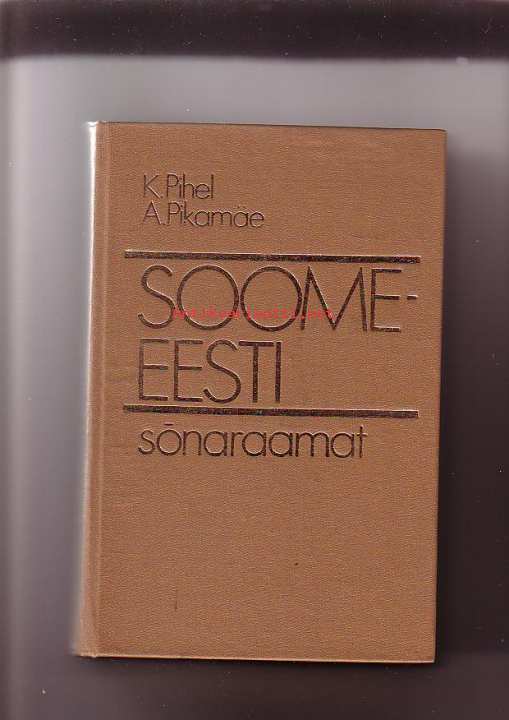 K.Pihel
A.Pikamäe
SOOME-
EESTI
sõnaraamat